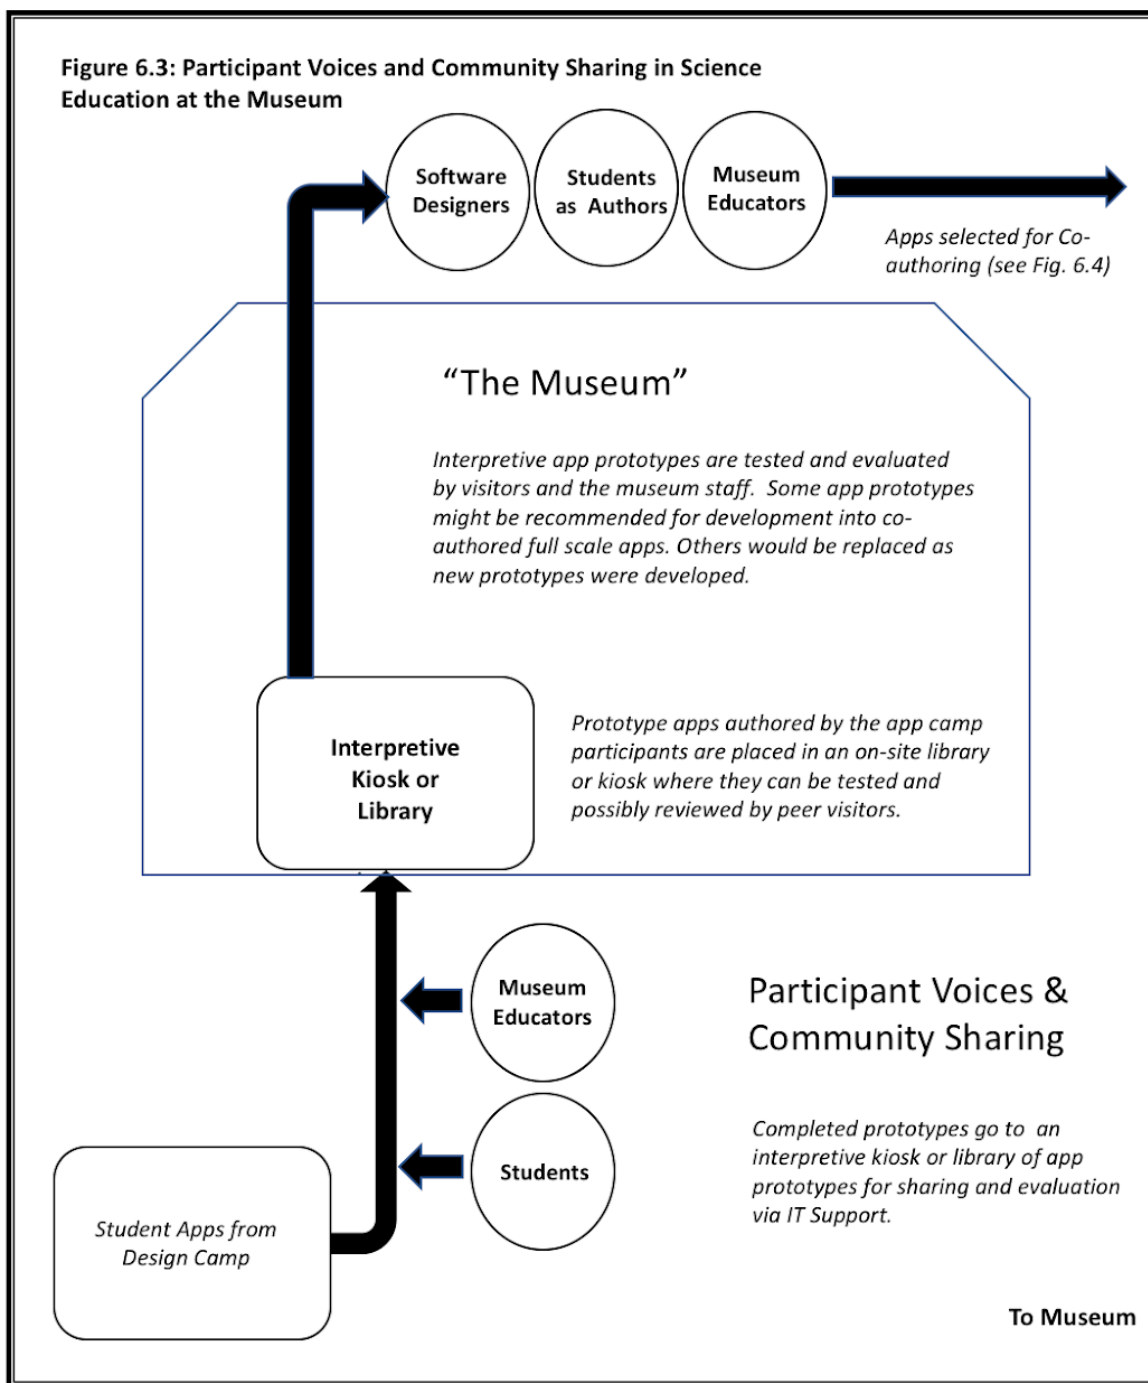 Figure 6.3: Participant Voices and Community Sharing in Science
Education at the Museum
Software
Designers
Students
as Authors
Museum
Educators
Apps selected for Co-
authoring (see Fig. 6.4)
“The Museum”
Interpretive app prototypes are tested and evaluated
by visitors and the museum staff. Some app prototypes
might be recommended for development into co-
authored full scale apps. Others would be replaced as
new prototypes were developed.
Interpretive
Kiosk or
Library
Prototype apps authored by the app camp
participants are placed in an on-site library
or kiosk where they can be tested and
possibly reviewed by peer visitors.
Museum
Educators
Students
Participant Voices &
Community Sharing
Completed prototypes go to an
interpretive kiosk or library of app
prototypes for sharing and evaluation
via IT Support.
Student Apps from
Design Camp
To Museum